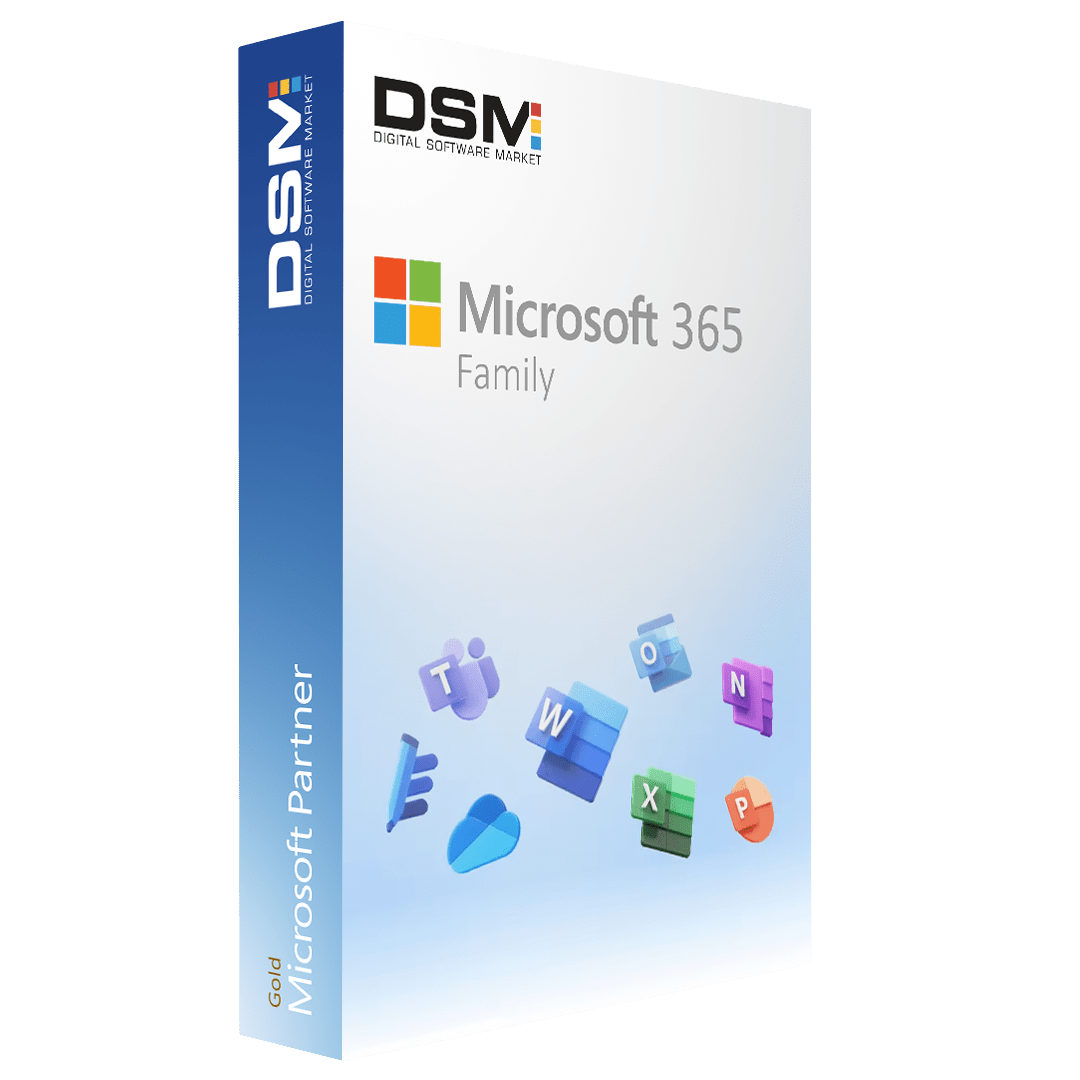 DSM
DIGITAL SOFTWARE MARKET
Microsoft 365
Family
T
O
N
W
X
P
DSM
DIGITAL SOFTWARE MARKET
Gold
Microsoft Partner